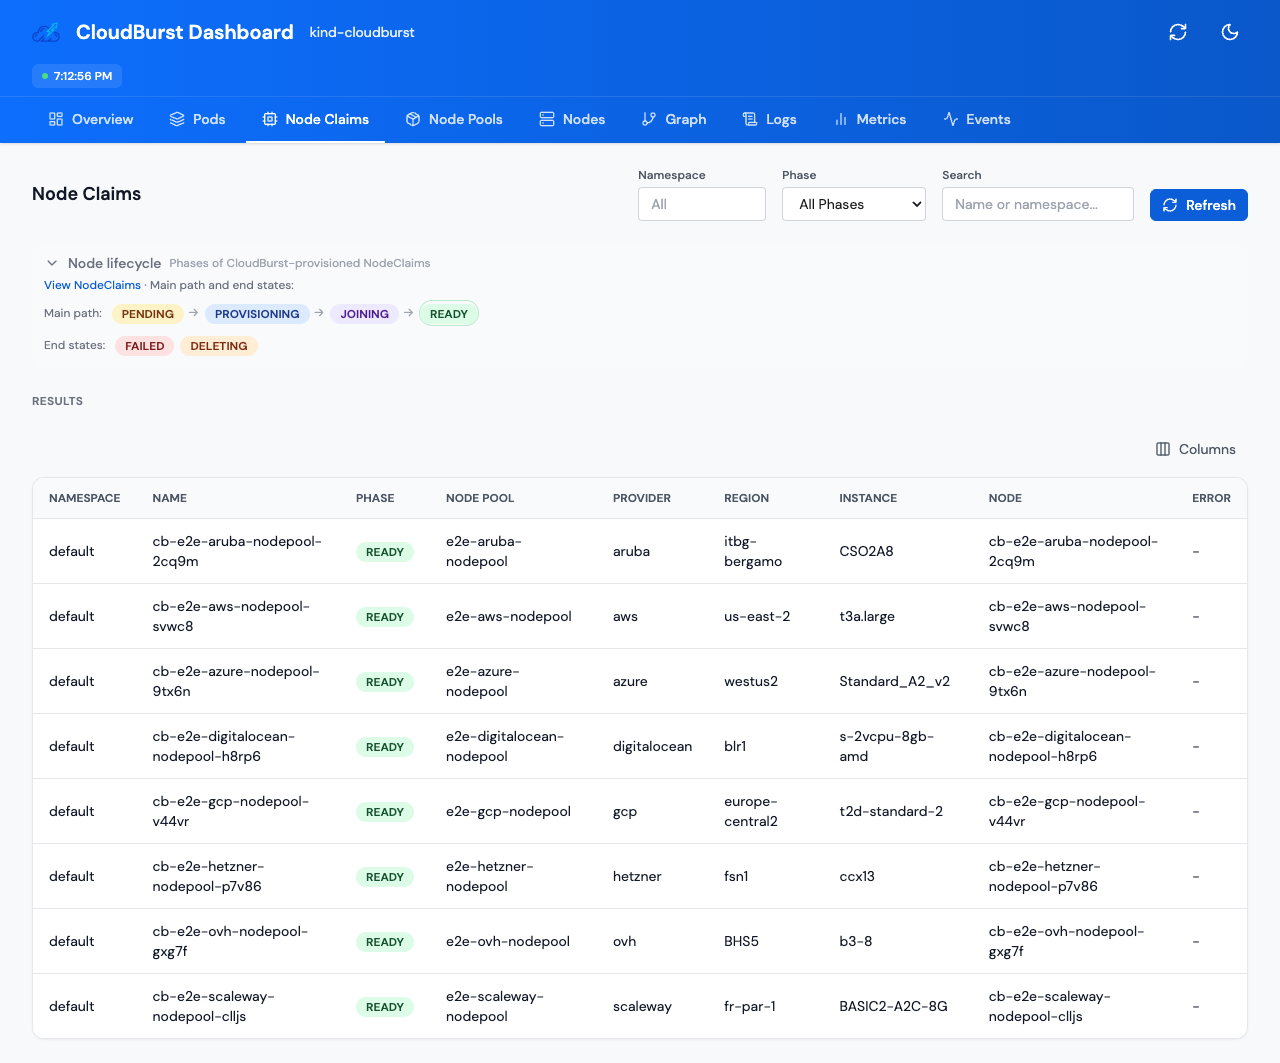 CloudBurst Dashboard kind-cloudburst
7:12:56 PM
Overview Pods Node Claims Node Pools Nodes Graph Logs Metrics Events
Node Claims
Namespace Phase Search
All All Phases Name or namespace... Refresh
Node lifecycle Phases of CloudBurst-provisioned NodeClaims
View NodeClaims · Main path and end states:
Main path: PENDING → PROVISIONING → JOINING → READY
End states: FAILED DELETING
RESULTS
Columns
NAMESPACE NAME PHASE NODE POOL PROVIDER REGION INSTANCE NODE ERROR
default cb-e2e-aruba-nodepool-2cq9m READY e2e-aruba-nodepool aruba itbg-bergamo CSO2A8 cb-e2e-aruba-nodepool-2cq9m -
default cb-e2e-aws-nodepool-svwc8 READY e2e-aws-nodepool aws us-east-2 t3a.large cb-e2e-aws-nodepool-svwc8 -
default cb-e2e-azure-nodepool-9tx6n READY e2e-azure-nodepool azure westus2 Standard_A2_v2 cb-e2e-azure-nodepool-9tx6n -
default cb-e2e-digitalocean-nodepool-h8rp6 READY e2e-digitalocean-nodepool digitalocean blr1 s-2vcpu-8gb-amd cb-e2e-digitalocean-nodepool-h8rp6 -
default cb-e2e-gcp-nodepool-v44vr READY e2e-gcp-nodepool gcp europe-central2 t2d-standard-2 cb-e2e-gcp-nodepool-v44vr -
default cb-e2e-hetzner-nodepool-p7v86 READY e2e-hetzner-nodepool hetzner fsn1 ccx13 cb-e2e-hetzner-nodepool-p7v86 -
default cb-e2e-ovh-nodepool-gxg7f READY e2e-ovh-nodepool ovh BHS5 b3-8 cb-e2e-ovh-nodepool-gxg7f -
default cb-e2e-scaleway-nodepool-clljs READY e2e-scaleway-nodepool scaleway fr-par-1 BASIC2-A2C-8G cb-e2e-scaleway-nodepool-clljs -